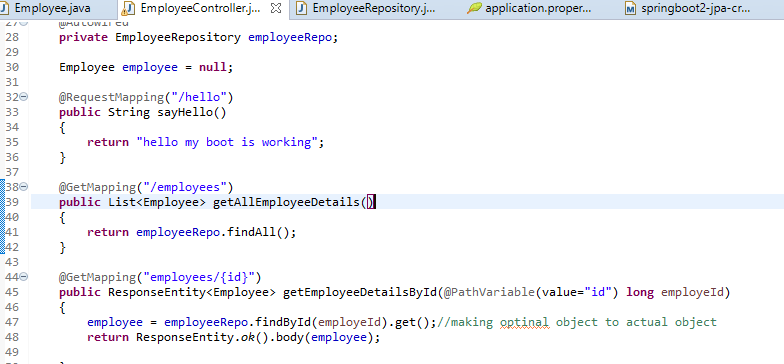 Employee.java EmployeeController.j... EmployeeRepository.j... application.proper... springboot2-jpa-cr...
27 @Autowired
28 private EmployeeRepository employeeRepo;
29
30 Employee employee = null;
31
32 @RequestMapping("/hello")
33 public String sayHello()
34 {
35 return "hello my boot is working";
36 }
37
38 @GetMapping("/employees")
39 public List<Employee> getAllEmployeeDetails()
40 {
41 return employeeRepo.findAll();
42 }
43
44 @GetMapping("employees/{id}")
45 public ResponseEntity<Employee> getEmployeeDetailsById(@PathVariable(value="id") long employeId)
46 {
47 employee = employeeRepo.findById(employeId).get();//making optinal object to actual object
48 return ResponseEntity.ok().body(employee);
49